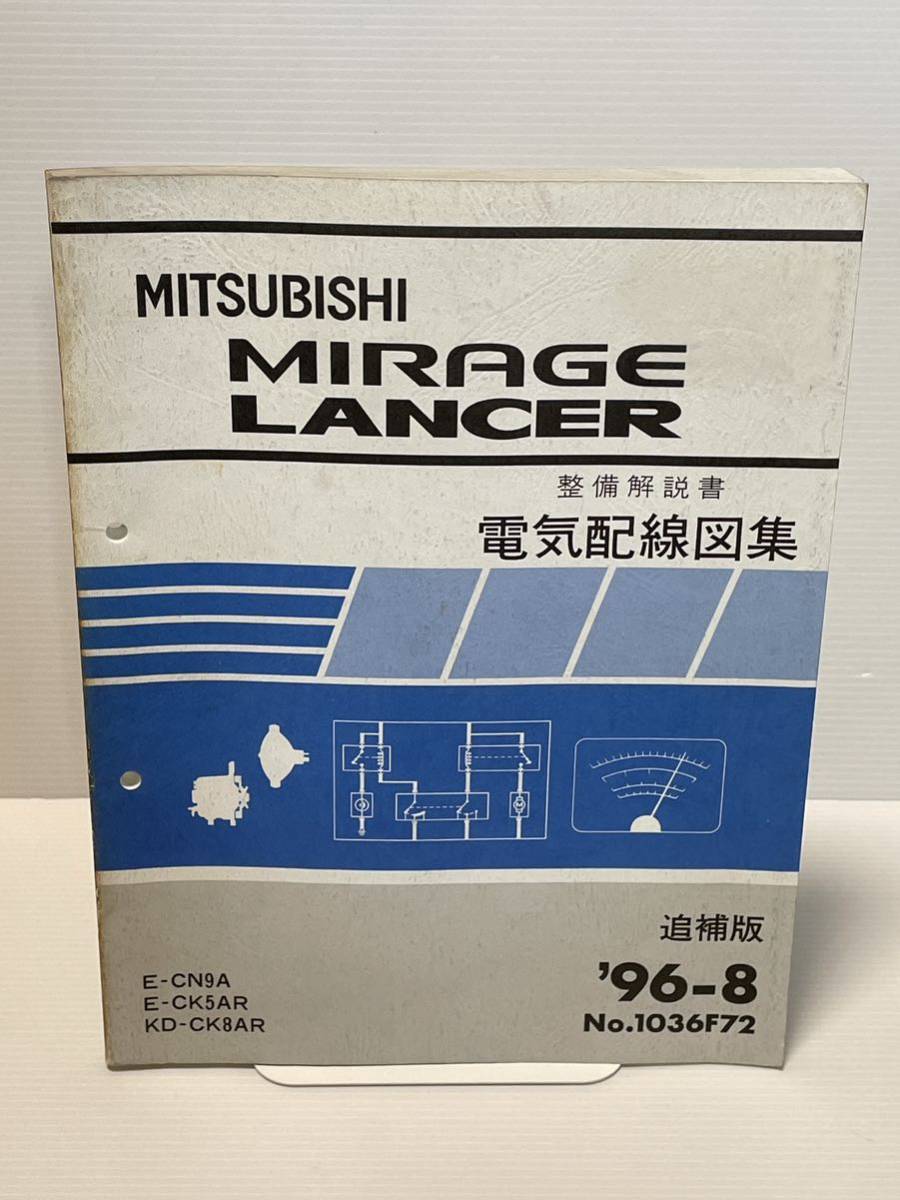 MITSUBISHI
MIRAGE
LANCER
整備解説書
電気配線図集
追補版
E-CN9A
E-CK5AR
KD-CK8AR
'96-8
No.1036F72